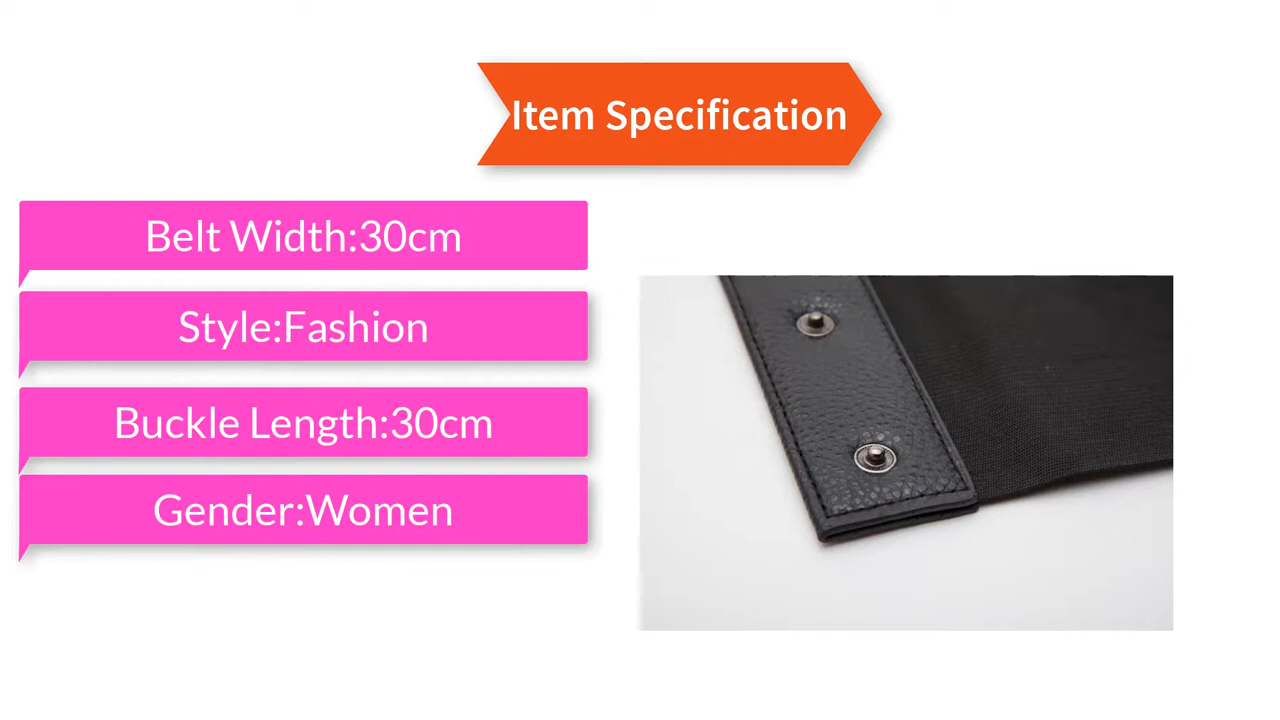 Item Specification
Belt Width:30cm
Style:Fashion
Buckle Length:30cm
Gender:Women